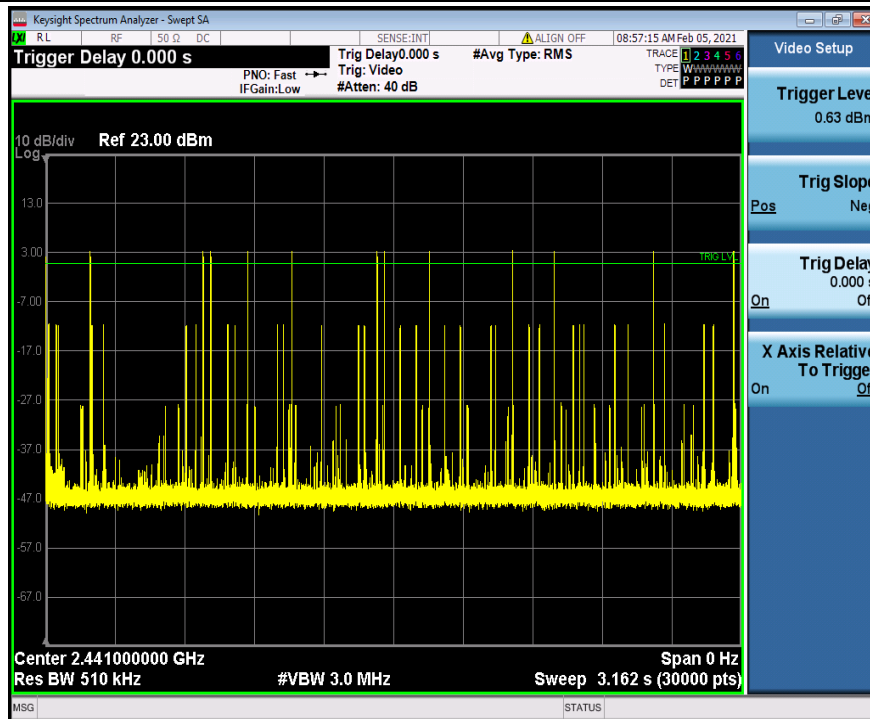 Keysight Spectrum Analyzer - Swept SA
LXI RL RF 50 Ω DC SENSE:INT ALIGN OFF 08:57:15 AM Feb 05, 2021
Trigger Delay 0.000 s
PNO: Fast
IFGain:Low
Trig Delay0.000 s
Trig: Video
#Atten: 40 dB
#Avg Type: RMS
TRACE 1 2 3 4 5 6
TYPE WWWWWW
DET P P P P P P
10 dB/div Ref 23.00 dBm
Log
13.0
3.00
TRIG LVL
-7.00
-17.0
-27.0
-37.0
-47.0
-57.0
-67.0
Center 2.441000000 GHz Span 0 Hz
Res BW 510 kHz #VBW 3.0 MHz Sweep 3.162 s (30000 pts)
MSG STATUS
Video Setup
Trigger Leve
0.63 dBm
Trig Slope
Pos Neg
Trig Delay
0.000 s
On Of
X Axis Relative
To Trigge
On Of